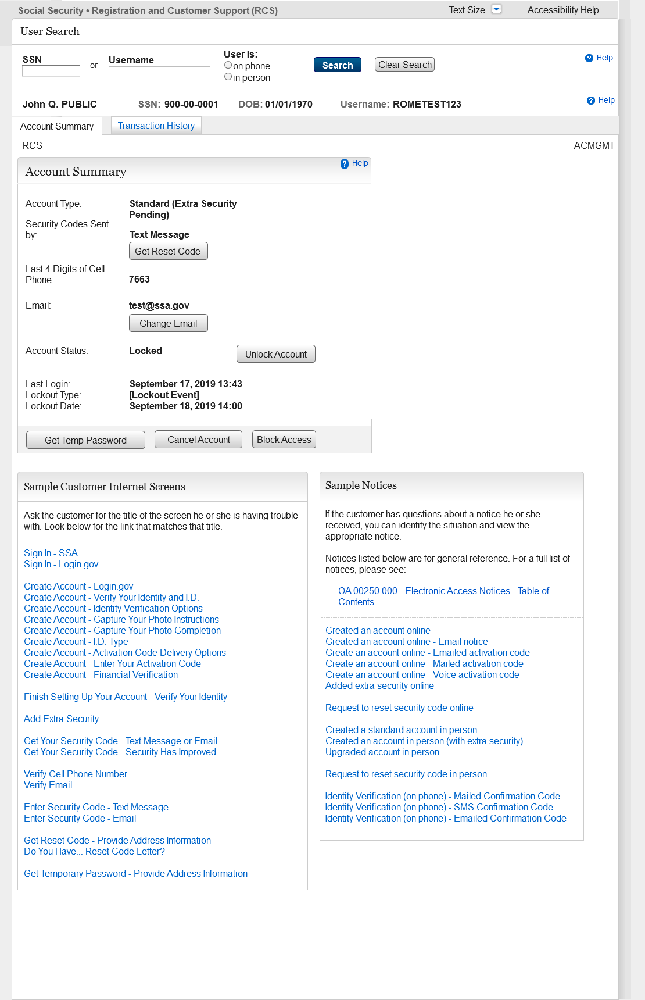 Social Security • Registration and Customer Support (RCS)
Text Size
Accessibility Help
User Search
SSN
or
Username
User is:
on phone
in person
Search
Clear Search
? Help
John Q. PUBLIC SSN: 900-00-0001 DOB: 01/01/1970 Username: ROMETEST123
? Help
Account Summary
Transaction History
RCS
ACMGMT
Account Summary
? Help
Account Type: Standard (Extra Security
Pending)
Security Codes Sent
by:
Text Message
Get Reset Code
Last 4 Digits of Cell
Phone:
7663
Email: test@ssa.gov
Change Email
Account Status: Locked
Unlock Account
Last Login: September 17, 2019 13:43
Lockout Type: [Lockout Event]
Lockout Date: September 18, 2019 14:00
Get Temp Password
Cancel Account
Block Access
Sample Customer Internet Screens
Ask the customer for the title of the screen he or she is having trouble
with. Look below for the link that matches that title.
Sign In - SSA
Sign In - Login.gov
Create Account - Login.gov
Create Account - Verify Your Identity and I.D.
Create Account - Identity Verification Options
Create Account - Capture Your Photo Instructions
Create Account - Capture Your Photo Completion
Create Account - I.D. Type
Create Account - Activation Code Delivery Options
Create Account - Enter Your Activation Code
Create Account - Financial Verification
Finish Setting Up Your Account - Verify Your Identity
Add Extra Security
Get Your Security Code - Text Message or Email
Get Your Security Code - Security Has Improved
Verify Cell Phone Number
Verify Email
Enter Security Code - Text Message
Enter Security Code - Email
Get Reset Code - Provide Address Information
Do You Have... Reset Code Letter?
Get Temporary Password - Provide Address Information
Sample Notices
If the customer has questions about a notice he or she
received, you can identify the situation and view the
appropriate notice.
Notices listed below are for general reference. For a full list of
notices, please see:
OA 00250.000 - Electronic Access Notices - Table of
Contents
Created an account online
Created an account online - Email notice
Create an account online - Emailed activation code
Create an account online - Mailed activation code
Create an account online - Voice activation code
Added extra security online
Request to reset security code online
Created a standard account in person
Created an account in person (with extra security)
Upgraded account in person
Request to reset security code in person
Identity Verification (on phone) - Mailed Confirmation Code
Identity Verification (on phone) - SMS Confirmation Code
Identity Verification (on phone) - Emailed Confirmation Code